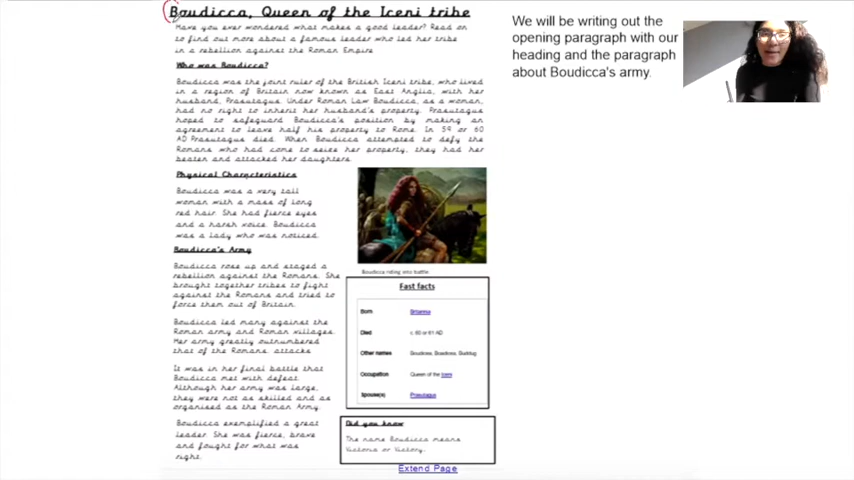 Boudicca, Queen of the Iceni tribe
Have you ever wondered what makes a good leader? Read on
to find out more about a famous leader who led her tribe
in a rebellion against the Roman Empire
Who was Boudicca?
Boudicca was the joint ruler of the British Iceni tribe, who lived
in a region of Britain now known as East Anglia, with her
husband, Prasutagus. Under Roman Law Boudicca, as a woman,
had no right to inherit her husband's property. Prasutagus
hoped to safeguard Boudicca's position by making an
agreement to leave half his property to Rome. In 59 or 60
AD Prasutagus died. When Boudicca attempted to defy the
Romans who had come to seize her property, they had her
beaten and attacked her daughters.
Physical Characteristics
Boudicca was a very tall
woman with a mass of long
red hair. She had fierce eyes
and a harsh voice. Boudicca
was a lady who was noticed.
Boudicca's Army
Boudicca rose up and staged a
rebellion against the Romans. She
brought together tribes to fight
against the Romans and tried to
force them out of Britain.
Boudicca led many against the
Roman army and Roman villages.
Her army greatly outnumbered
that of the Romans attacks
It was in her final battle that
Boudicca met with defeat.
Although her army was large,
they were not as skilled and as
organised as the Roman Army.
Boudicca exemplified a great
leader. She was fierce, brave
and fought for what was
right.
Boudicca riding into battle.
Fast facts
Born Britannia
Died c. 60 or 61 AD
Other names Boudicea, Boadicea, Buddug
Occupation Queen of the Iceni
Spouse(s) Prasutagus
Did you know
The name Boudicca means
Victoria or Victory.
Extend Page
We will be writing out the
opening paragraph with our
heading and the paragraph
about Boudicca's army.